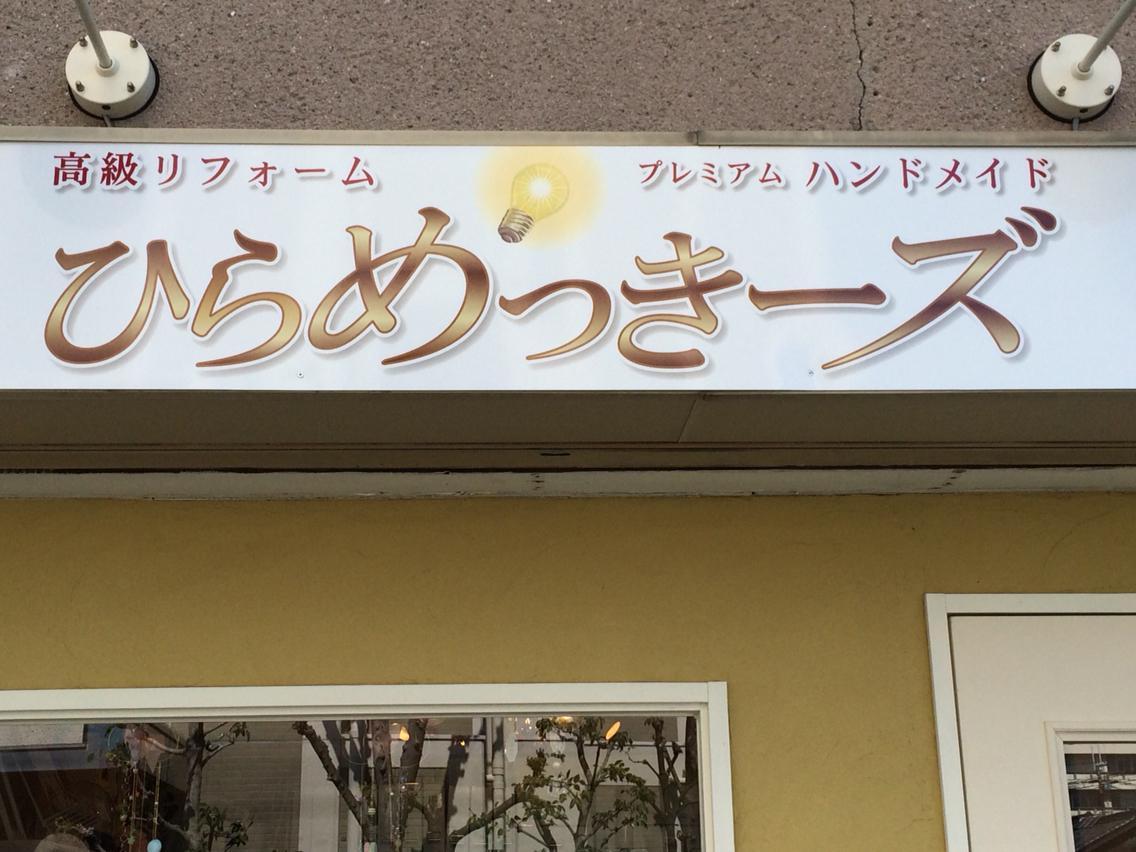 高級リフォーム
プレミアム ハンドメイド
ひらめっきーズ